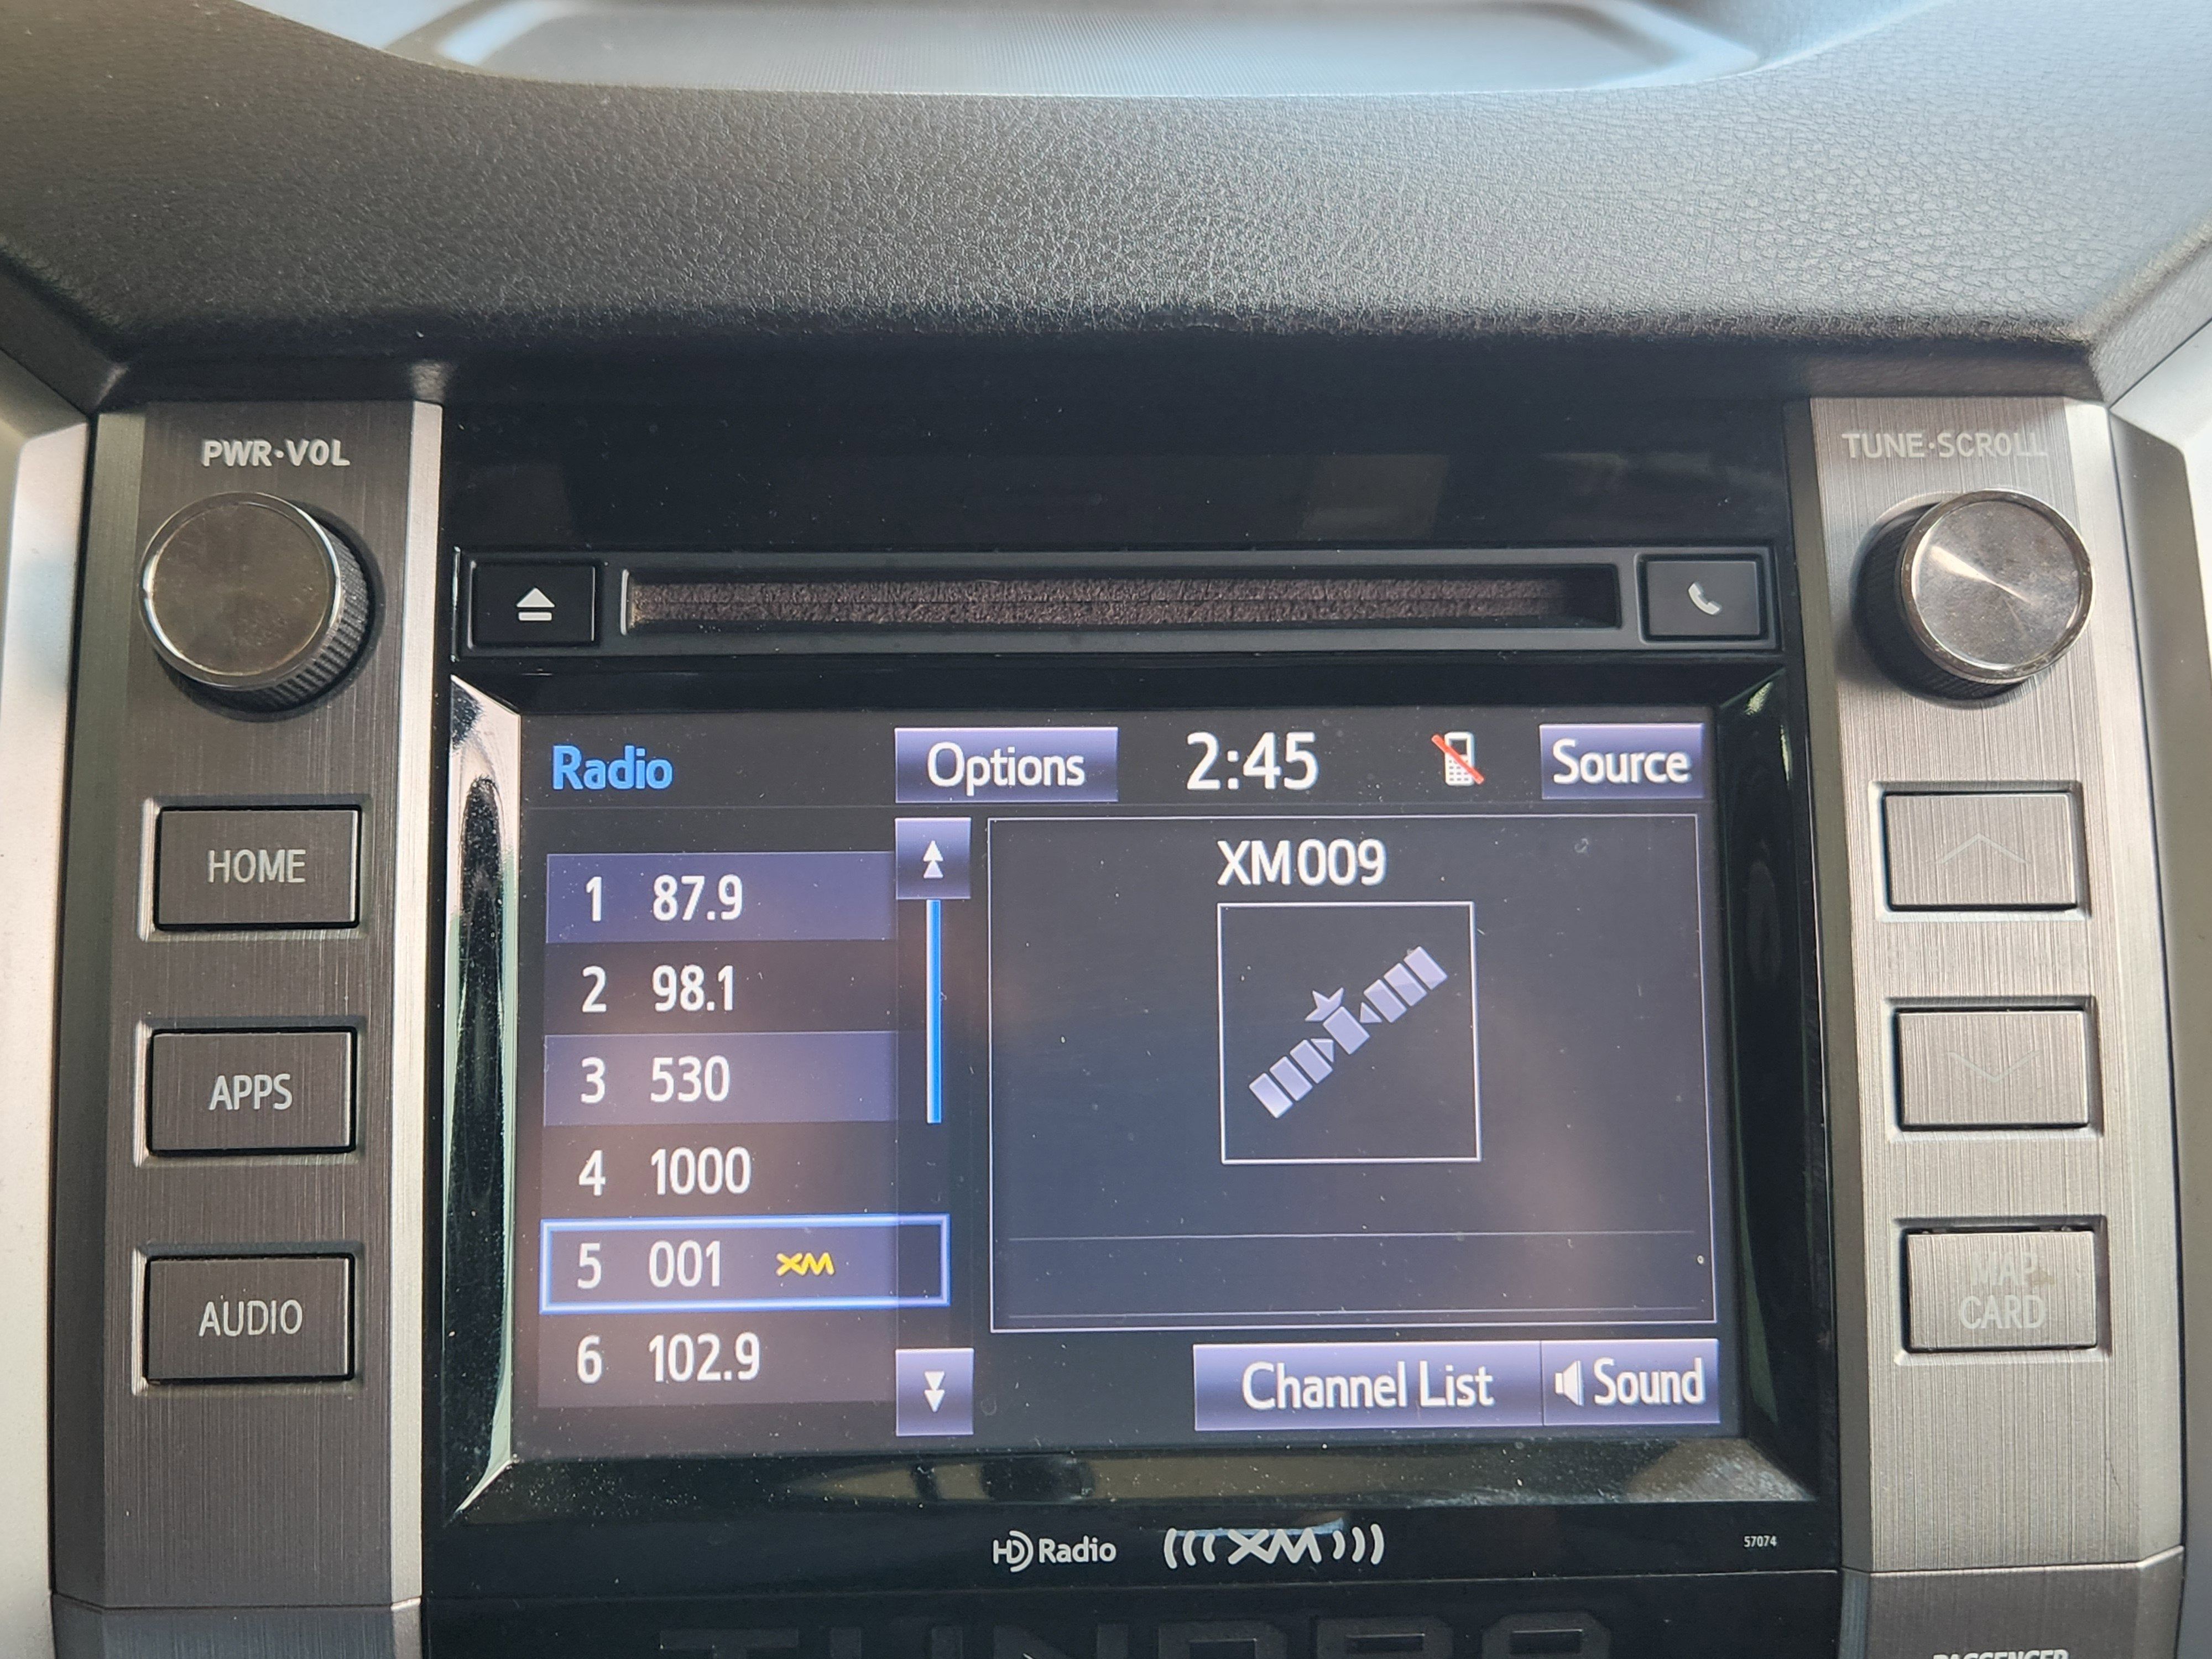 PWR·VOL
TUNE·SCROLL
Radio
Options
2:45
Source
HOME
XM009
1 87.9
2 98.1
3 530
APPS
4 1000
5 001 XM
AUDIO
MAP
CARD
6 102.9
Channel List
Sound
HD Radio
(((XM)))
57074
TUNDRA
PASSENGER